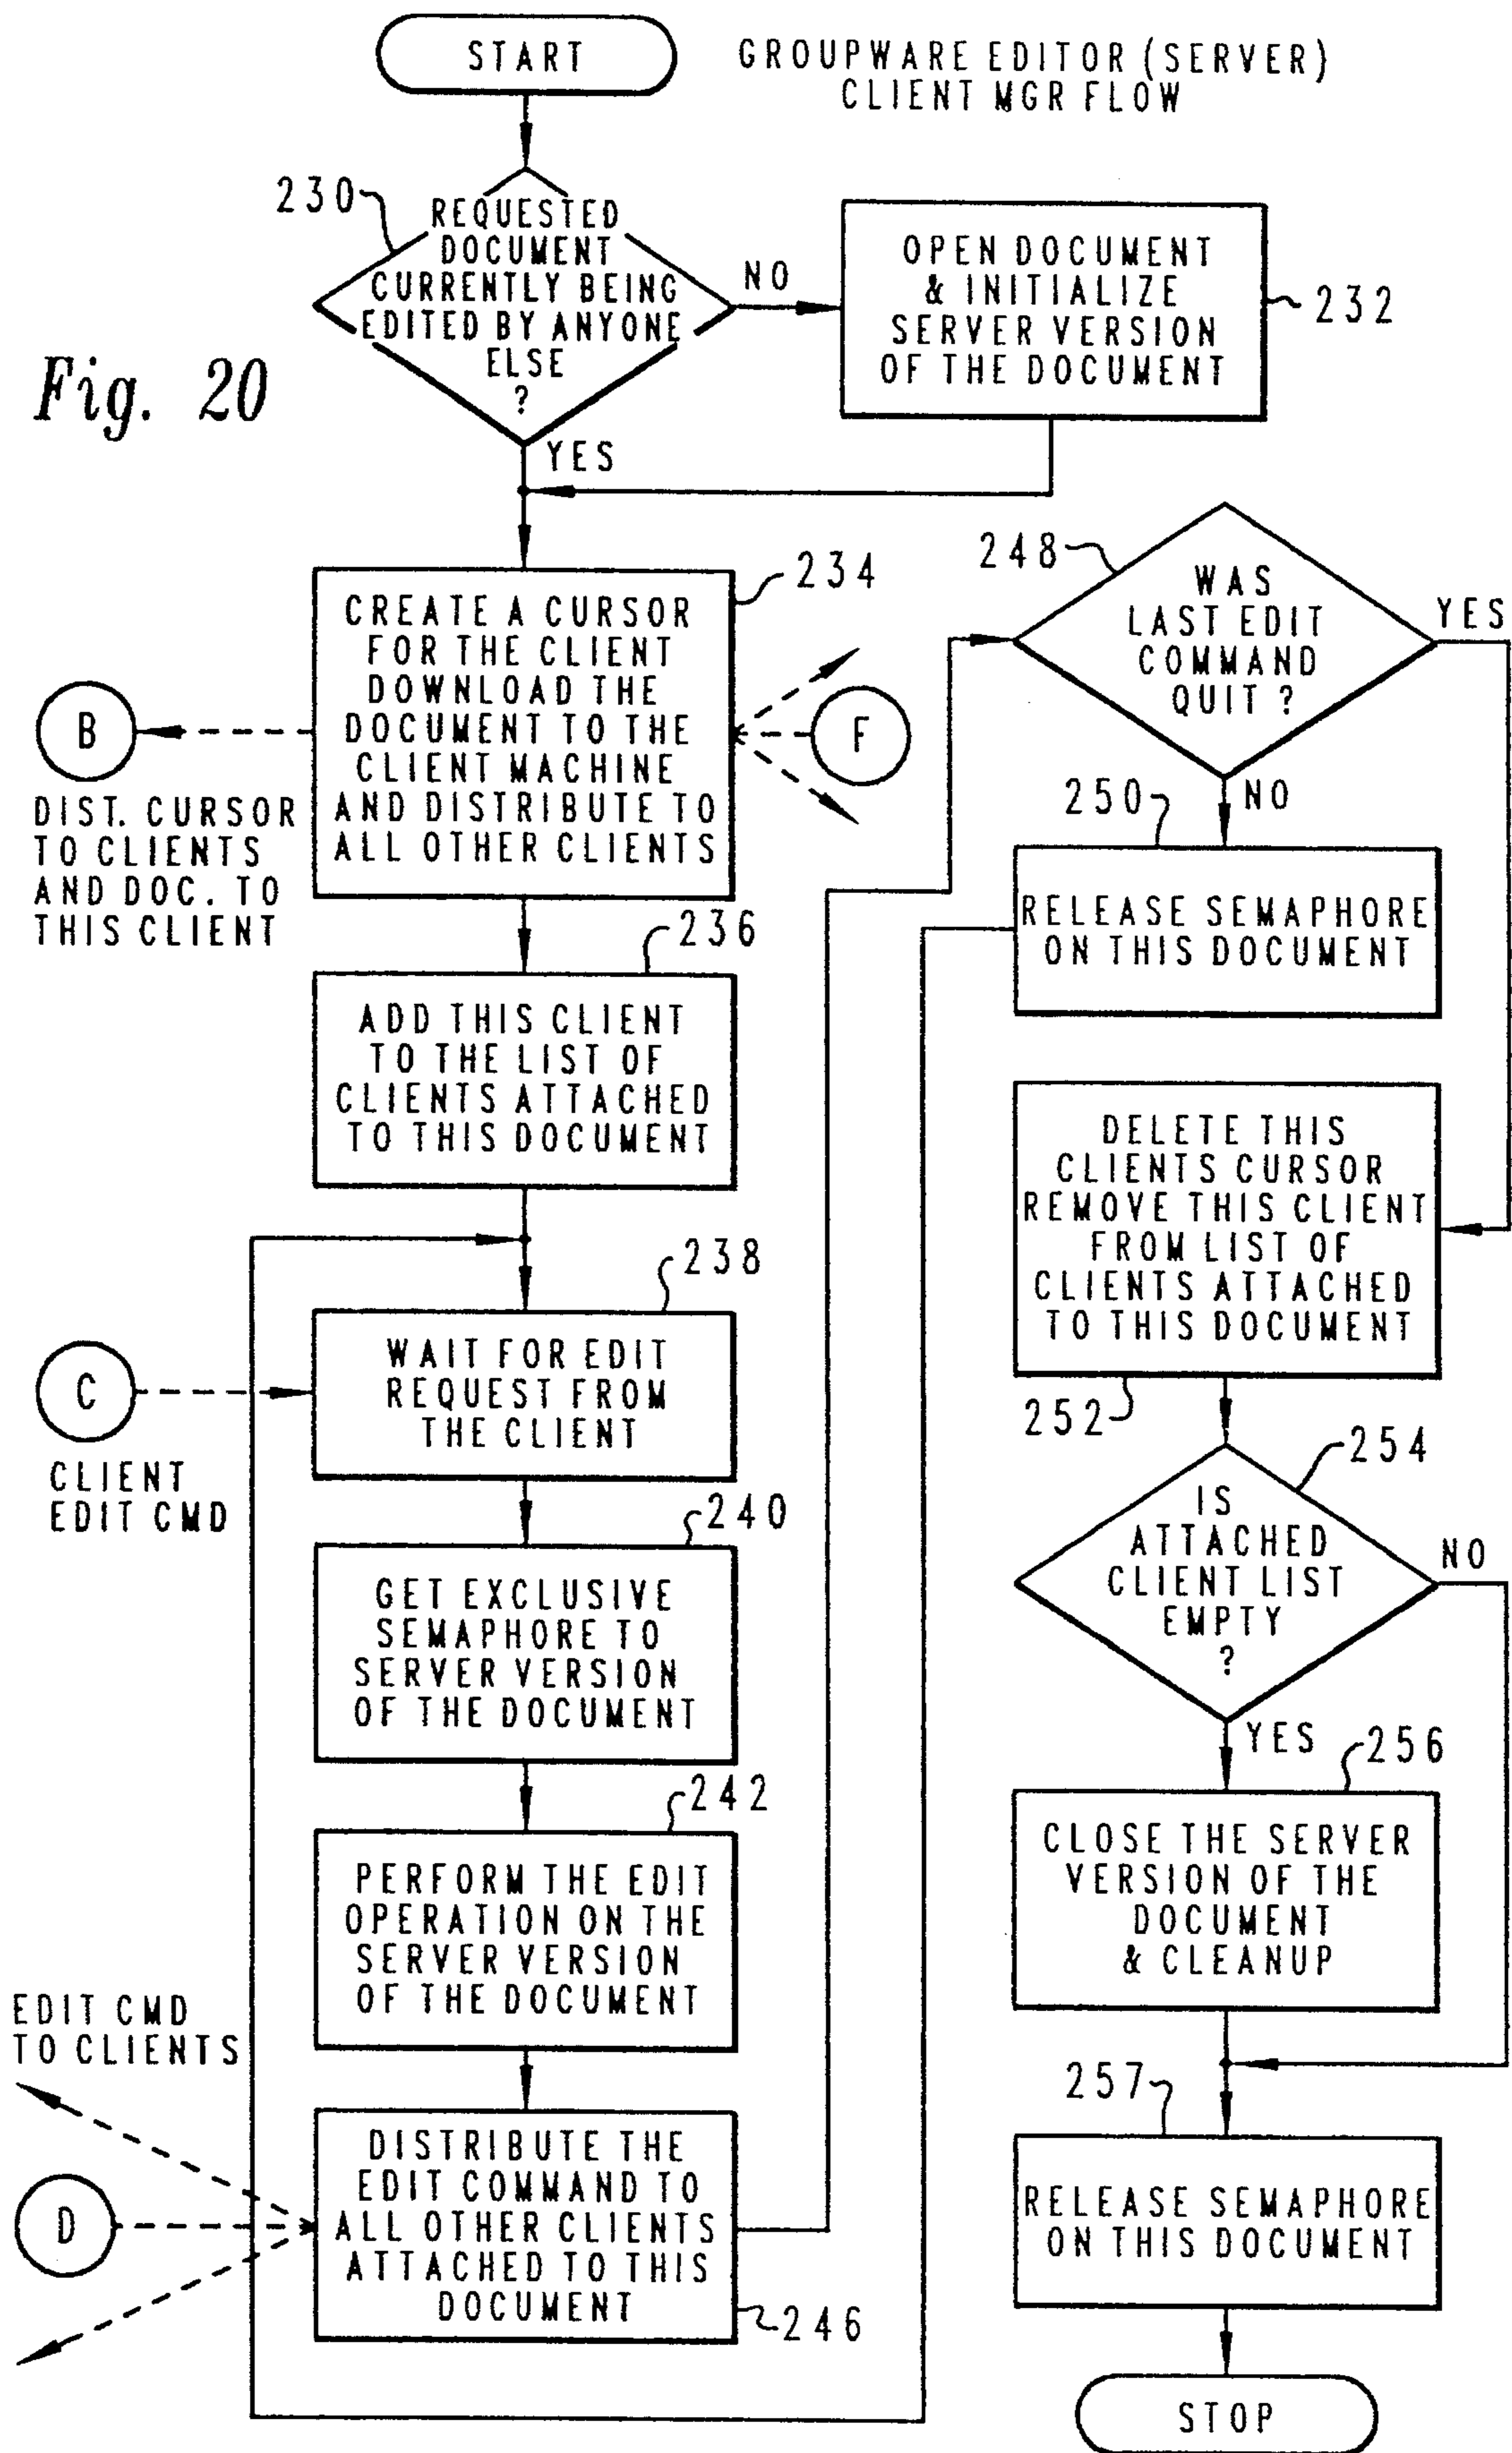 START
GROUPWARE EDITOR (SERVER)
CLIENT MGR FLOW
230
REQUESTED
DOCUMENT
CURRENTLY BEING
EDITED BY ANYONE
ELSE
?
NO
OPEN DOCUMENT
& INITIALIZE
SERVER VERSION
OF THE DOCUMENT
232
Fig. 20
YES
234
CREATE A CURSOR
FOR THE CLIENT
DOWNLOAD THE
DOCUMENT TO THE
CLIENT MACHINE
AND DISTRIBUTE TO
ALL OTHER CLIENTS
B
DIST. CURSOR
TO CLIENTS
AND DOC. TO
THIS CLIENT
F
236
ADD THIS CLIENT
TO THE LIST OF
CLIENTS ATTACHED
TO THIS DOCUMENT
238
WAIT FOR EDIT
REQUEST FROM
THE CLIENT
C
CLIENT
EDIT CMD
240
GET EXCLUSIVE
SEMAPHORE TO
SERVER VERSION
OF THE DOCUMENT
242
PERFORM THE EDIT
OPERATION ON THE
SERVER VERSION
OF THE DOCUMENT
EDIT CMD
TO CLIENTS
D
DISTRIBUTE THE
EDIT COMMAND TO
ALL OTHER CLIENTS
ATTACHED TO THIS
DOCUMENT
246
248
WAS
LAST EDIT
COMMAND
QUIT ?
YES
NO
250
RELEASE SEMAPHORE
ON THIS DOCUMENT
DELETE THIS
CLIENTS CURSOR
REMOVE THIS CLIENT
FROM LIST OF
CLIENTS ATTACHED
TO THIS DOCUMENT
252
254
IS
ATTACHED
CLIENT LIST
EMPTY
?
NO
YES
256
CLOSE THE SERVER
VERSION OF THE
DOCUMENT
& CLEANUP
257
RELEASE SEMAPHORE
ON THIS DOCUMENT
STOP